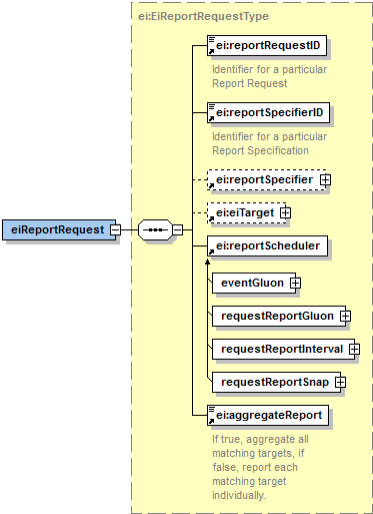 ei:EiReportRequestType
ei:reportRequestID
Identifier for a particular
Report Request
ei:reportSpecifierID
Identifier for a particular
Report Specification
ei:reportSpecifier
ei:eiTarget
eiReportRequest
ei:reportScheduler
eventGluon
requestReportGluon
requestReportInterval
requestReportSnap
ei:aggregateReport
If true, aggregate all
matching targets, if
false, report each
matching target
individually.